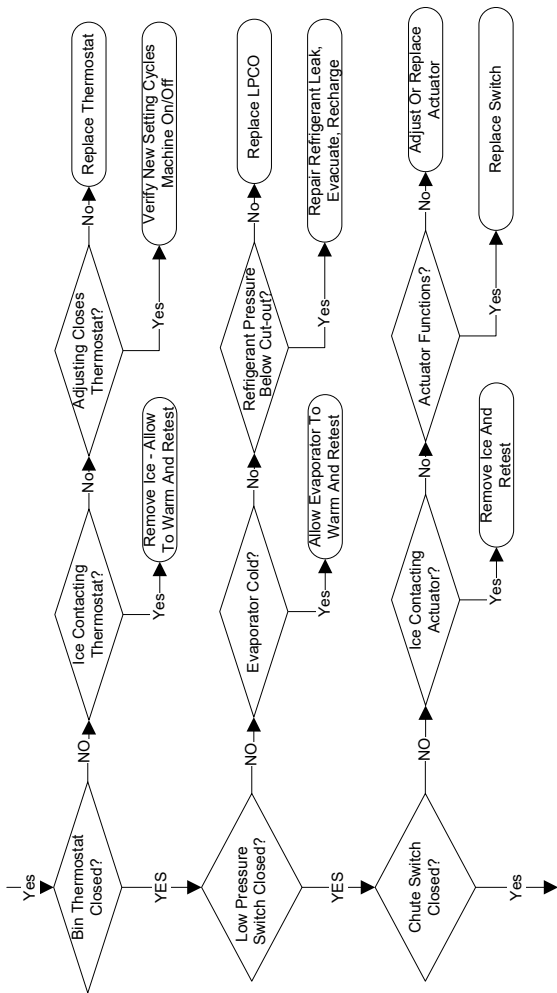 Yes
Bin Thermostat
Closed?
NO
Ice Contacting
Thermostat?
No
Adjusting Closes
Thermostat?
No
Replace Thermostat
Yes
Remove Ice - Allow
To Warm And Retest
Yes
Verify New Setting Cycles
Machine On/Off
YES
Low Pressure
Switch Closed?
NO
Evaporator Cold?
No
Refrigerant Pressure
Below Cut-out?
No
Replace LPCO
Yes
Allow Evaporator To
Warm And Retest
Yes
Repair Refrigerant Leak,
Evacuate, Recharge
YES
Chute Switch
Closed?
NO
Ice Contacting
Actuator?
No
Actuator Functions?
No
Adjust Or Replace
Actuator
Yes
Remove Ice And
Retest
Yes
Replace Switch
Yes